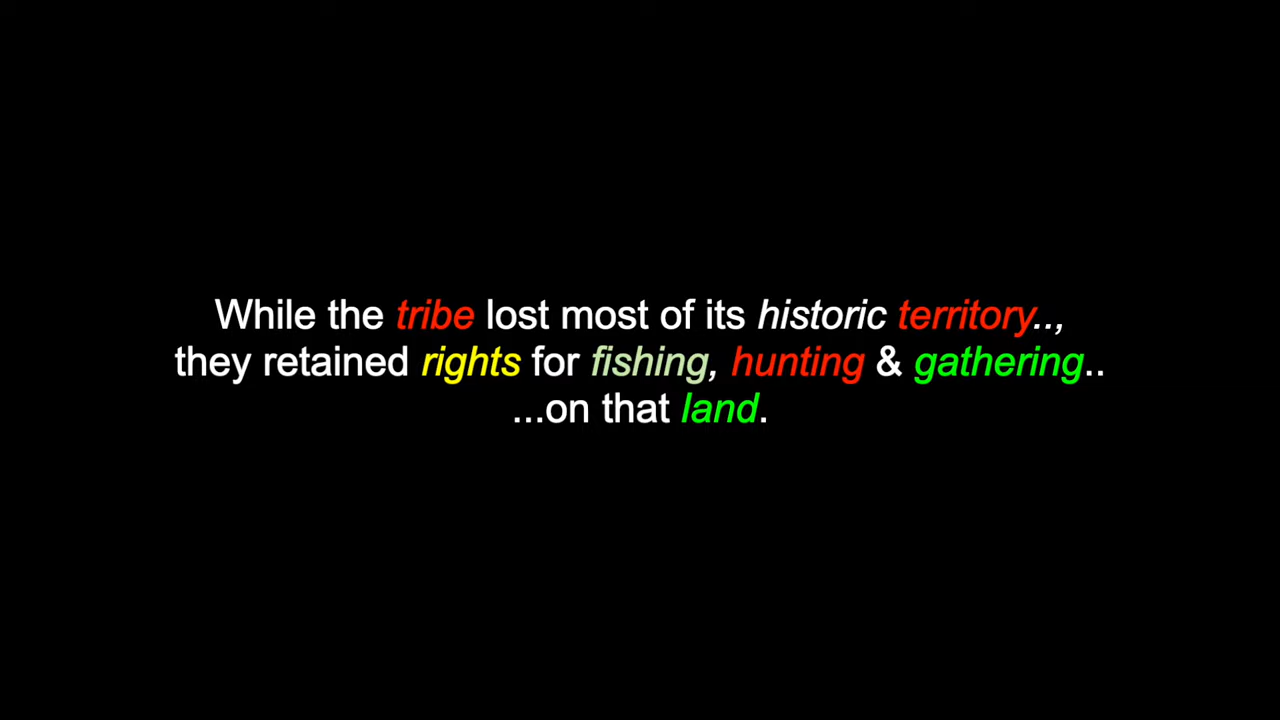 While the tribe lost most of its historic territory..,
they retained rights for fishing, hunting & gathering..
...on that land.